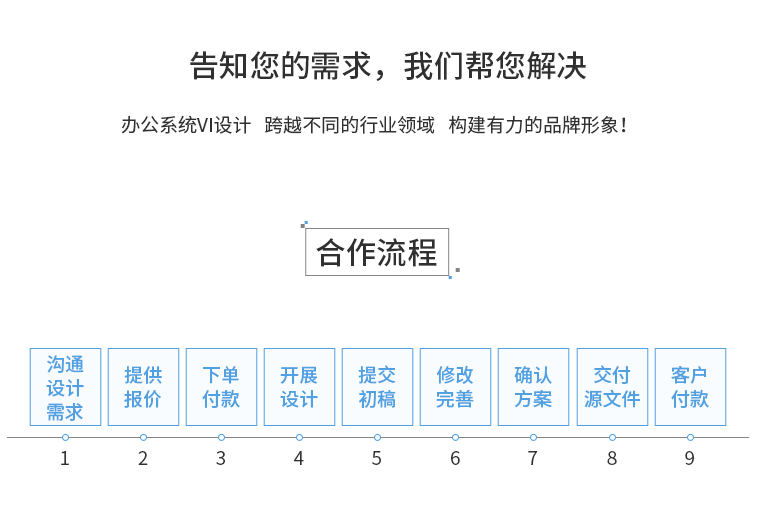 告知您的需求，我们帮您解决
办公系统VI设计 跨越不同的行业领域 构建有力的品牌形象！
合作流程
沟通
设计
需求
提供
报价
下单
付款
开展
设计
提交
初稿
修改
完善
确认
方案
交付
源文件
客户
付款
1 2 3 4 5 6 7 8 9